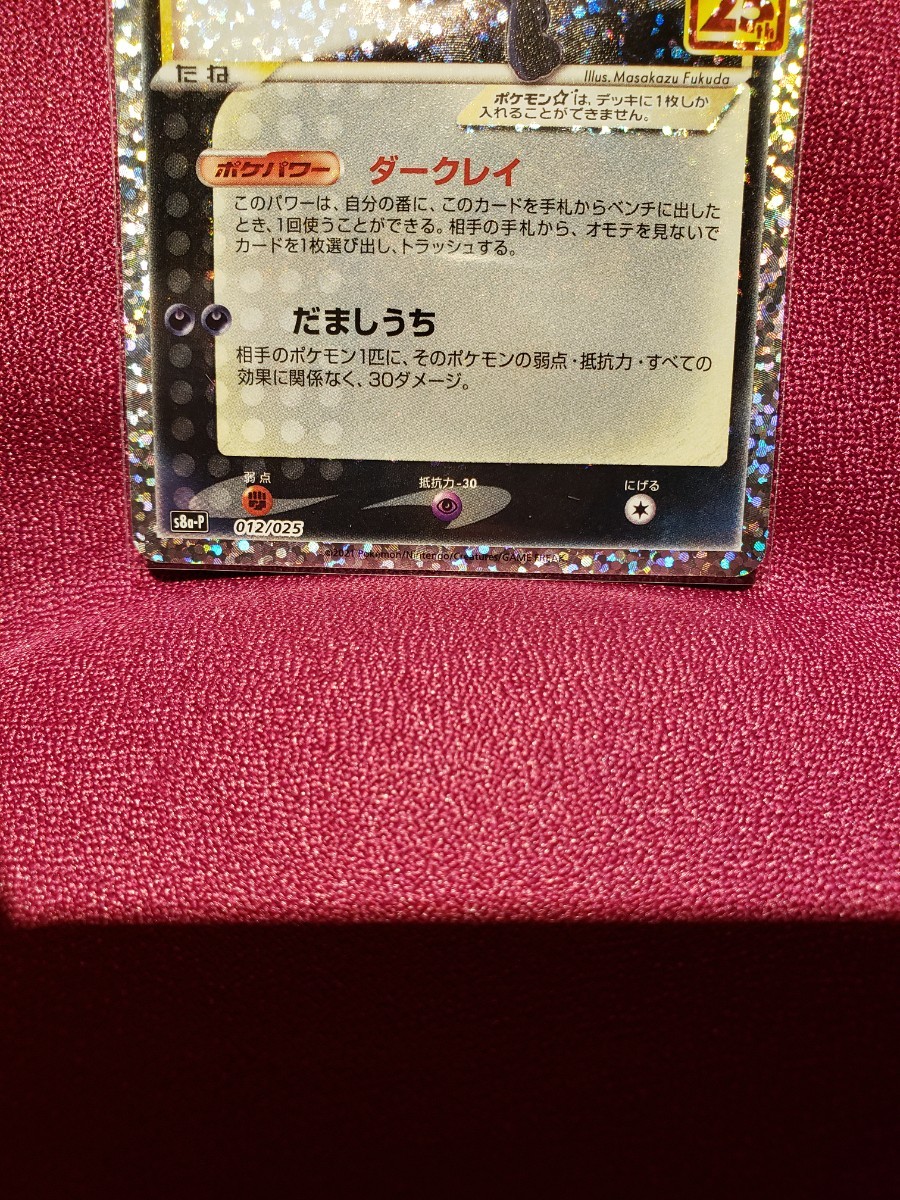 25th
たね
Illus. Masakazu Fukuda
ポケモン☆は、デッキに1枚しか
入れることができません。
ポケパワー ダークレイ
このパワーは、自分の番に、このカードを手札からベンチに出した
とき、1回使うことができる。相手の手札から、オモテを見ないで
カードを1枚選び出し、トラッシュする。
だましうち
相手のポケモン1匹に、そのポケモンの弱点・抵抗力・すべての
効果に関係なく、30ダメージ。
弱点 抵抗力-30 にげる
s8a-P 012/025
©2021 Pokémon/Nintendo/Creatures/GAME FREAK